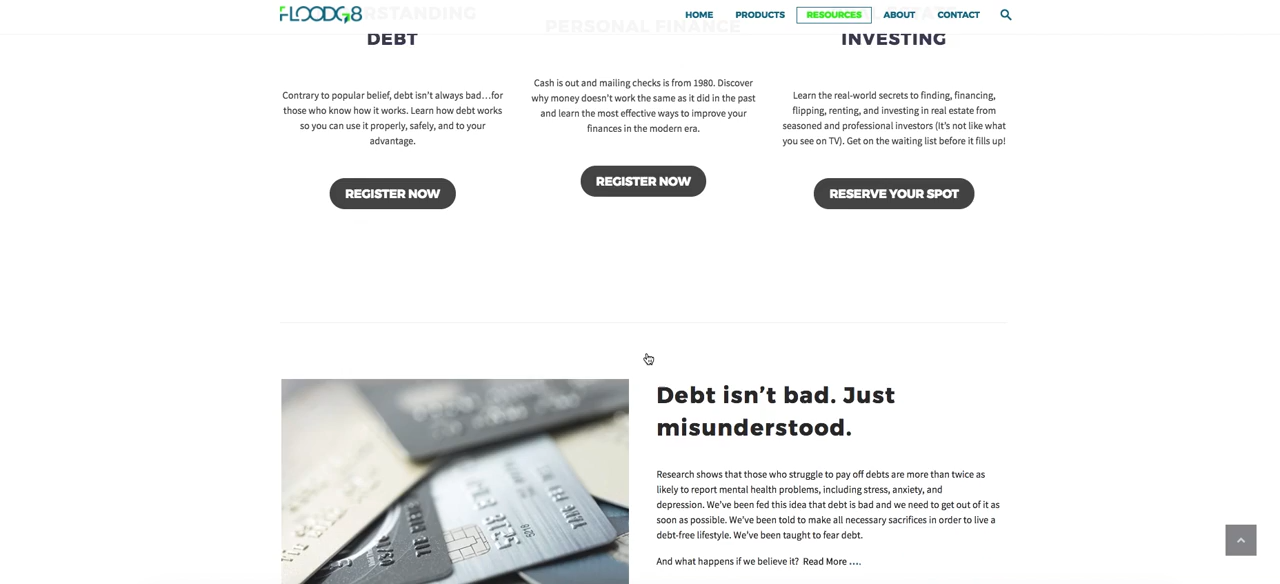 FLOODG78
HOME
PRODUCTS
RESOURCES
ABOUT
CONTACT
PERSONAL FINANCE
DEBT
INVESTING
Contrary to popular belief, debt isn't always bad…for
those who know how it works. Learn how debt works
so you can use it properly, safely, and to your
advantage.
REGISTER NOW
Cash is out and mailing checks is from 1980. Discover
why money doesn't work the same as it did in the past
and learn the most effective ways to improve your
finances in the modern era.
REGISTER NOW
Learn the real-world secrets to finding, financing,
flipping, renting, and investing in real estate from
seasoned and professional investors (It's not like what
you see on TV). Get on the waiting list before it fills up!
RESERVE YOUR SPOT
Debt isn't bad. Just
misunderstood.
Research shows that those who struggle to pay off debts are more than twice as
likely to report mental health problems, including stress, anxiety, and
depression. We've been fed this idea that debt is bad and we need to get out of it as
soon as possible. We've been told to make all necessary sacrifices in order to live a
debt-free lifestyle. We've been taught to fear debt.
And what happens if we believe it? Read More ….